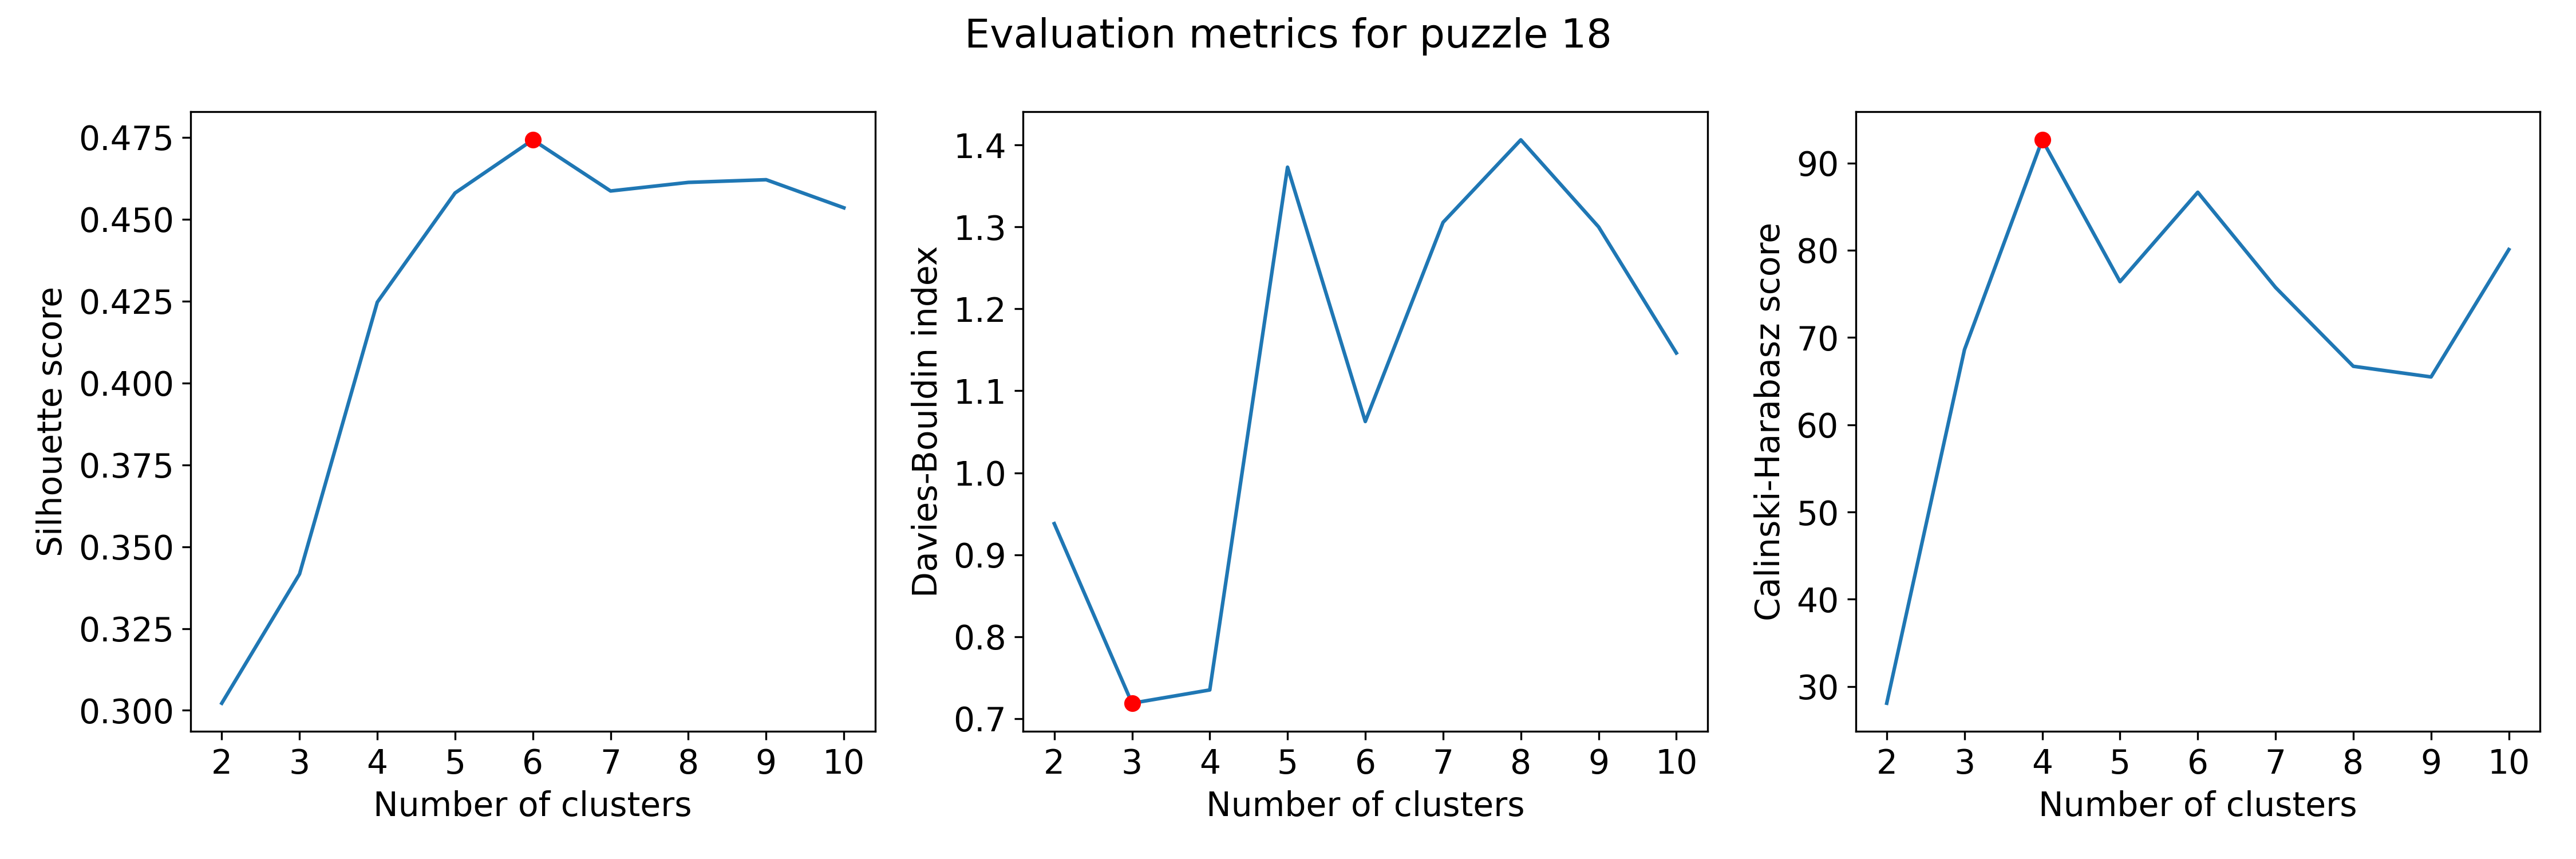 Evaluation metrics for puzzle 18
Silhouette score
0.475
0.450
0.425
0.400
0.375
0.350
0.325
0.300
2 3 4 5 6 7 8 9 10
Number of clusters
Davies-Bouldin index
1.4
1.3
1.2
1.1
1.0
0.9
0.8
0.7
2 3 4 5 6 7 8 9 10
Number of clusters
Calinski-Harabasz score
90
80
70
60
50
40
30
2 3 4 5 6 7 8 9 10
Number of clusters